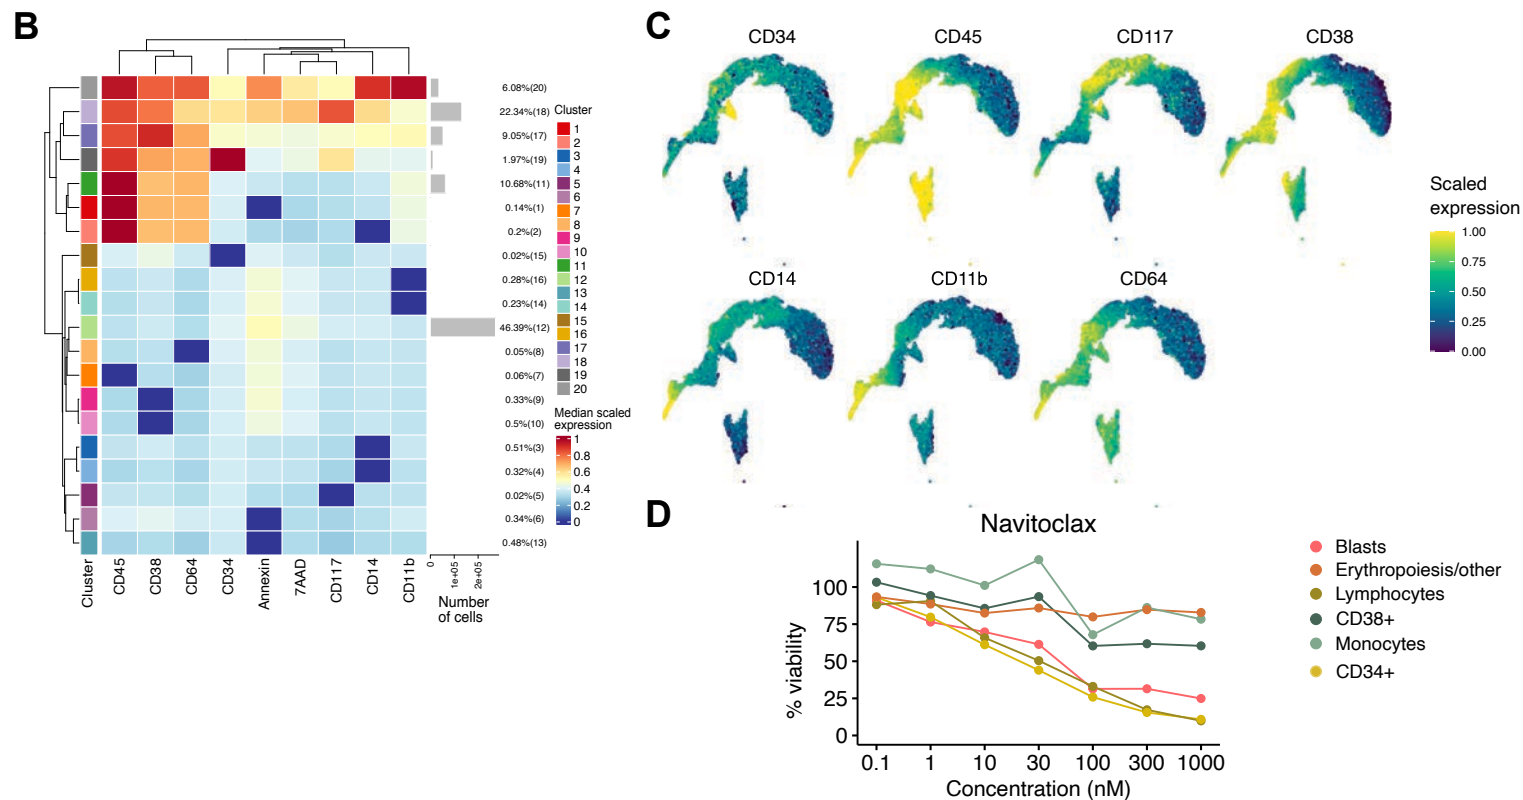 B
6.08%(20)
22.34%(18)
9.05%(17)
1.97%(19)
10.68%(11)
0.14%(1)
0.2%(2)
0.02%(15)
0.28%(16)
0.23%(14)
46.39%(12)
0.05%(8)
0.06%(7)
0.33%(9)
0.5%(10)
0.51%(3)
0.32%(4)
0.02%(5)
0.34%(6)
0.48%(13)
Cluster
CD45
CD38
CD64
CD34
Annexin
7AAD
CD117
CD14
CD11b
0
1e+05
2e+05
Number
of cells
Cluster
1
2
3
4
5
6
7
8
9
10
11
12
13
14
15
16
17
18
19
20
Median scaled
expression
1
0.8
0.6
0.4
0.2
0
C
CD34
CD45
CD117
CD38
CD14
CD11b
CD64
Scaled
expression
1.00
0.75
0.50
0.25
0.00
D
Navitoclax
% viability
100
75
50
25
0
0.1
1
10
30
100
300
1000
Concentration (nM)
Blasts
Erythropoiesis/other
Lymphocytes
CD38+
Monocytes
CD34+